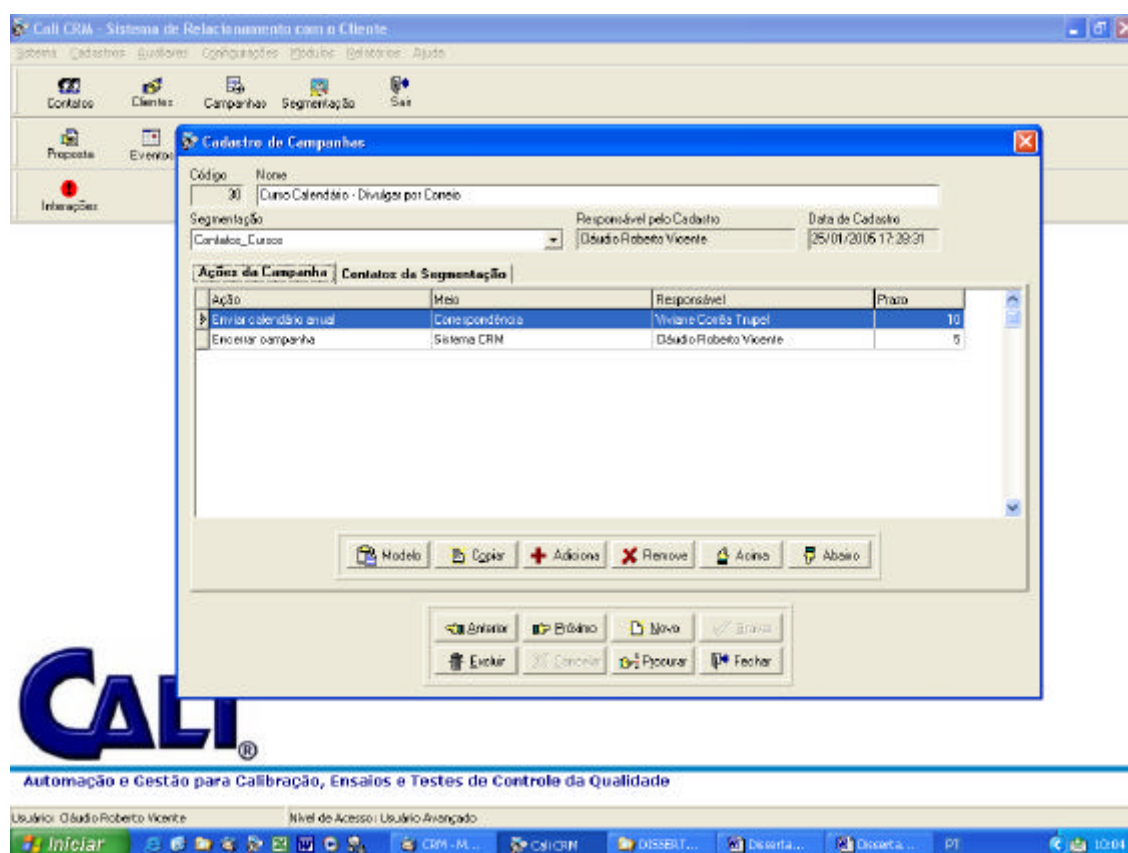 Cali CRM - Sistema de Relacionamento com o Cliente
Sistema Cadastros Auxiliares Configurações Módulos Relatórios Ajuda
Contatos Clientes Campanhas Segmentação Sair
Proposta Eventos
Interações
Cadastro de Campanhas
Código Nome
30 Curso Calendário - Divulgar por Correio
Segmentação Responsável pelo Cadastro Data de Cadastro
Contatos_Cursos Cláudio Roberto Vicente 25/01/2005 17:39:31
Ações da Campanha Contatos da Segmentação
Ação Meio Responsável Prazo
Enviar calendário anual Correspondência Viviane Corrêa Trupel 10
Encerrar campanha Sistema CRM Cláudio Roberto Vicente 5
Modelo Copiar Adiciona Remove Acima Abaixo
Anterior Próximo Novo Grava
Excluir Cancelar Procurar Fechar
CALI ®
Automação e Gestão para Calibração, Ensaios e Testes de Controle da Qualidade
Usuário: Cláudio Roberto Vicente Nível de Acesso: Usuário Avançado
Iniciar CRM - M... Cali CRM DISSERT... Disserta... Disserta... PT 10:04